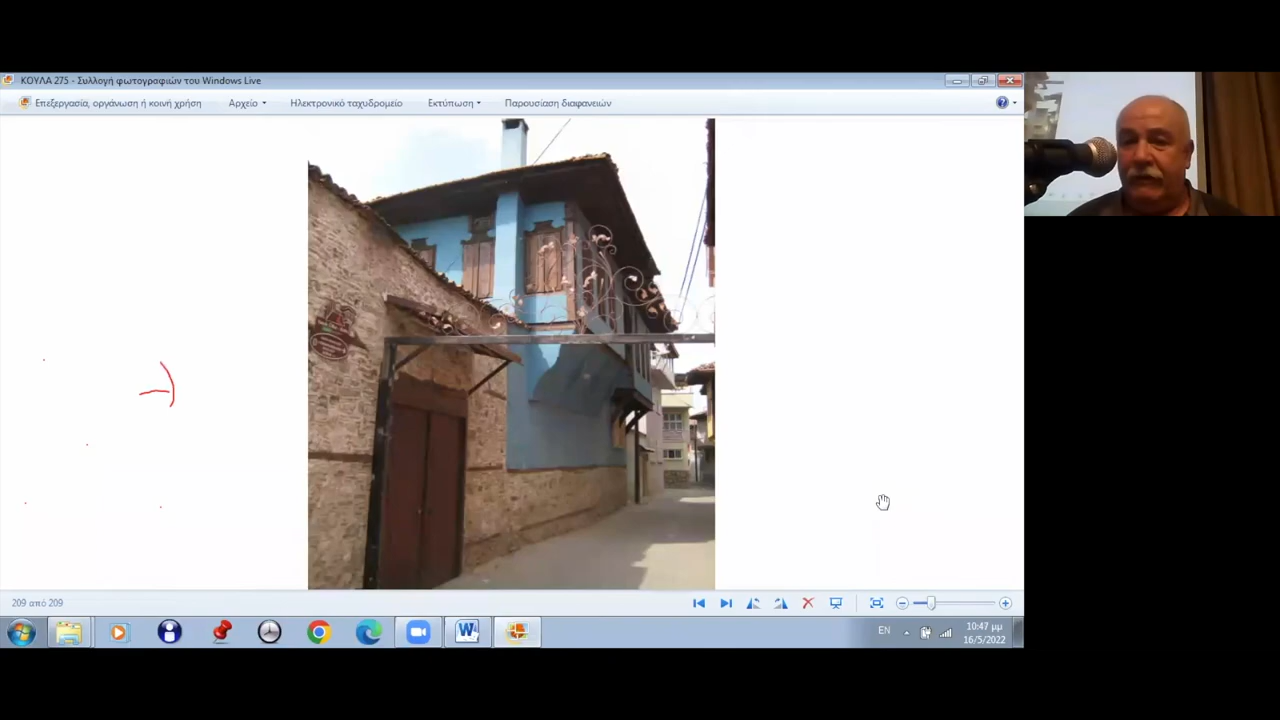 ΚΟΥΛΑ 275 - Συλλογή φωτογραφιών του Windows Live
Επεξεργασία, οργάνωση ή κοινή χρήση Αρχείο Ηλεκτρονικό ταχυδρομείο Εκτύπωση Παρουσίαση διαφανειών
209 από 209
EN
10:47 μμ
16/5/2022